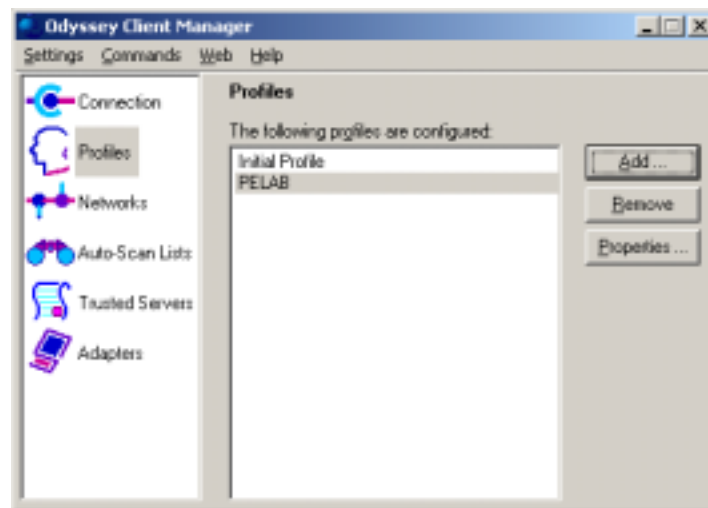 Odyssey Client Manager
Settings Commands Web Help
Connection
Profiles
Networks
Auto-Scan Lists
Trusted Servers
Adapters
Profiles
The following profiles are configured:
Initial Profile
PELAB
Add ...
Remove
Properties ...